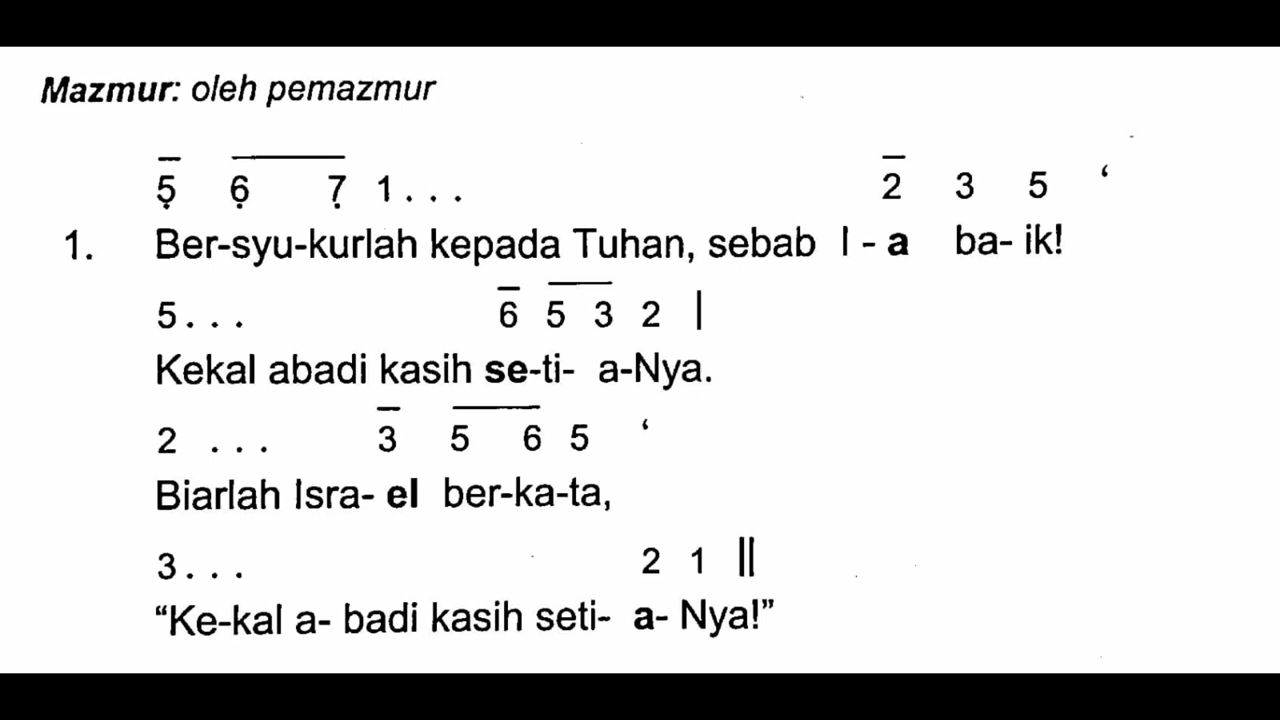 Mazmur: oleh pemazmur
5̣ 6̣ 7̣ 1 . . . 2 3 5 ‘
1. Ber-syu-kurlah kepada Tuhan, sebab I - a ba- ik!
5 . . . 6 5 3 2 |
Kekal abadi kasih se-ti- a-Nya.
2 . . . 3 5 6 5 ‘
Biarlah Isra- el ber-ka-ta,
3 . . . 2 1 ||
“Ke-kal a- badi kasih seti- a- Nya!”